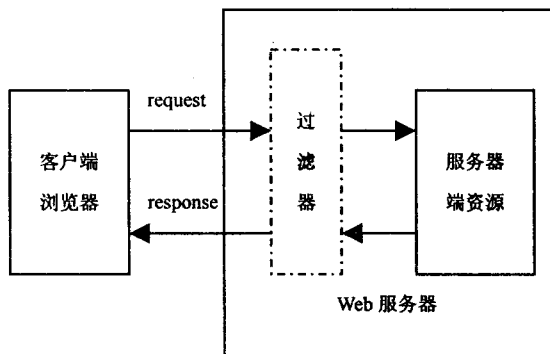 request
客户端
浏览器
response
过
滤
器
服务器
端资源
Web 服务器